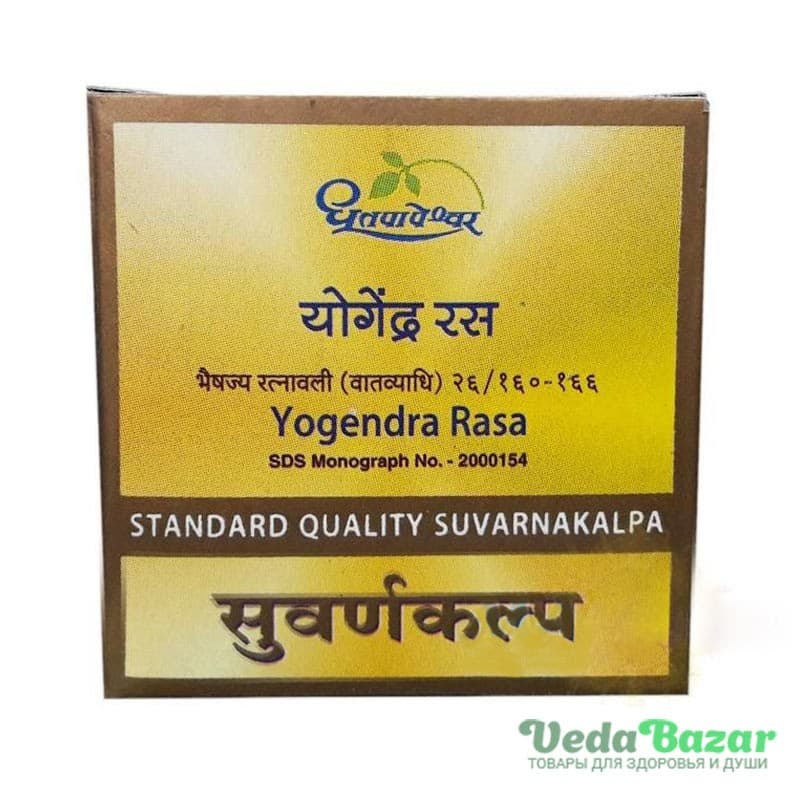 धूतपापेश्वर
योगेंद्र रस
भैषज्य रत्नावली (वातव्याधि) २६/१६०-१६६
Yogendra Rasa
SDS Monograph No. - 2000154
STANDARD QUALITY SUVARNAKALPA
सुवर्णकल्प
VedaBazar
ТОВАРЫ ДЛЯ ЗДОРОВЬЯ И ДУШИ